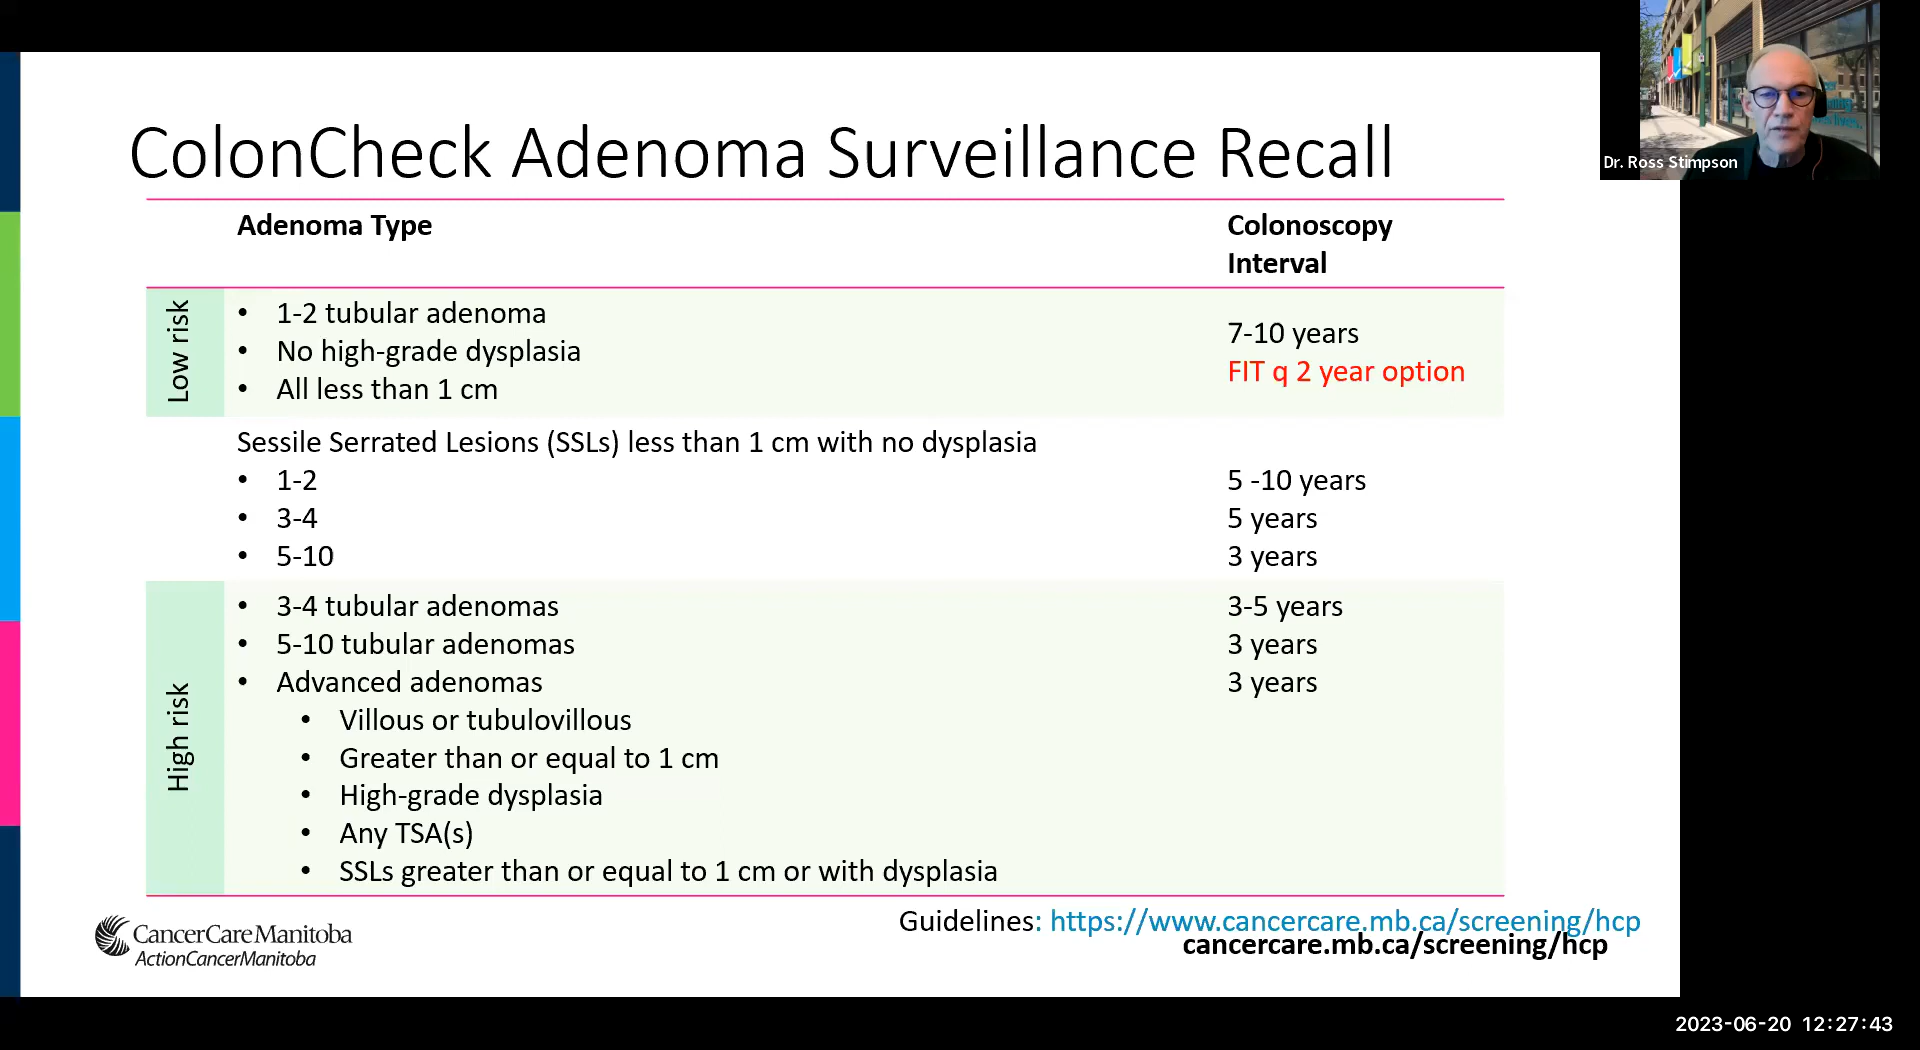 ColonCheck Adenoma Surveillance Recall
Dr. Ross Stimpson
Adenoma Type
Colonoscopy
Interval
Low risk
• 1-2 tubular adenoma
• No high-grade dysplasia
• All less than 1 cm
7-10 years
FIT q 2 year option
Sessile Serrated Lesions (SSLs) less than 1 cm with no dysplasia
• 1-2 5 -10 years
• 3-4 5 years
• 5-10 3 years
High risk
• 3-4 tubular adenomas 3-5 years
• 5-10 tubular adenomas 3 years
• Advanced adenomas 3 years
• Villous or tubulovillous
• Greater than or equal to 1 cm
• High-grade dysplasia
• Any TSA(s)
• SSLs greater than or equal to 1 cm or with dysplasia
Guidelines: https://www.cancercare.mb.ca/screening/hcp
cancercare.mb.ca/screening/hcp
CancerCare Manitoba
ActionCancerManitoba
2023-06-20 12:27:43